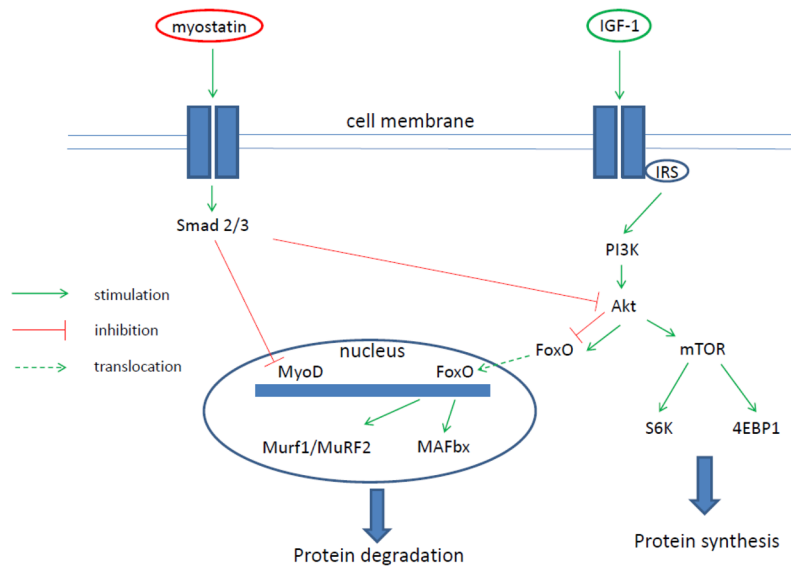 myostatin
IGF-1
cell membrane
IRS
Smad 2/3
PI3K
stimulation
Akt
inhibition
nucleus
FoxO
mTOR
translocation
MyoD
FoxO
Murf1/MuRF2
MAFbx
S6K
4EBP1
Protein degradation
Protein synthesis